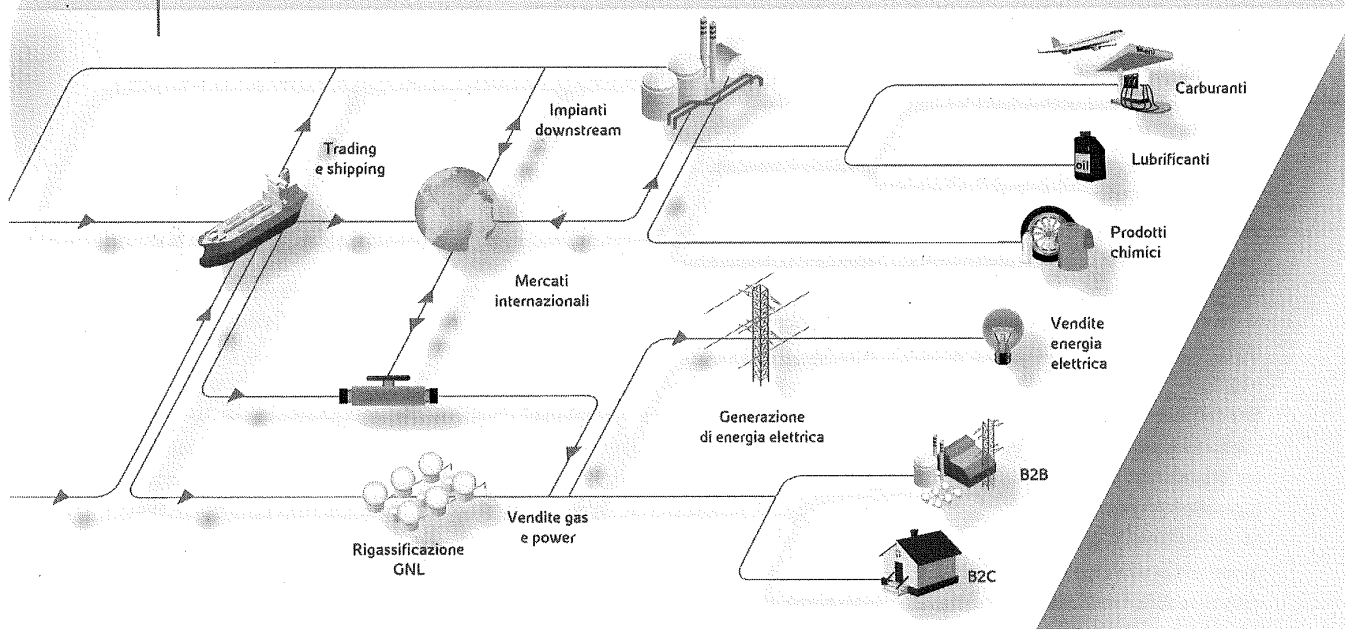 Carburanti
Impianti
downstream
Trading
e shipping
oil
Lubrificanti
Prodotti
chimici
Mercati
internazionali
Vendite
energia
elettrica
Generazione
di energia elettrica
B2B
Vendite gas
e power
Rigassificazione
GNL
B2C